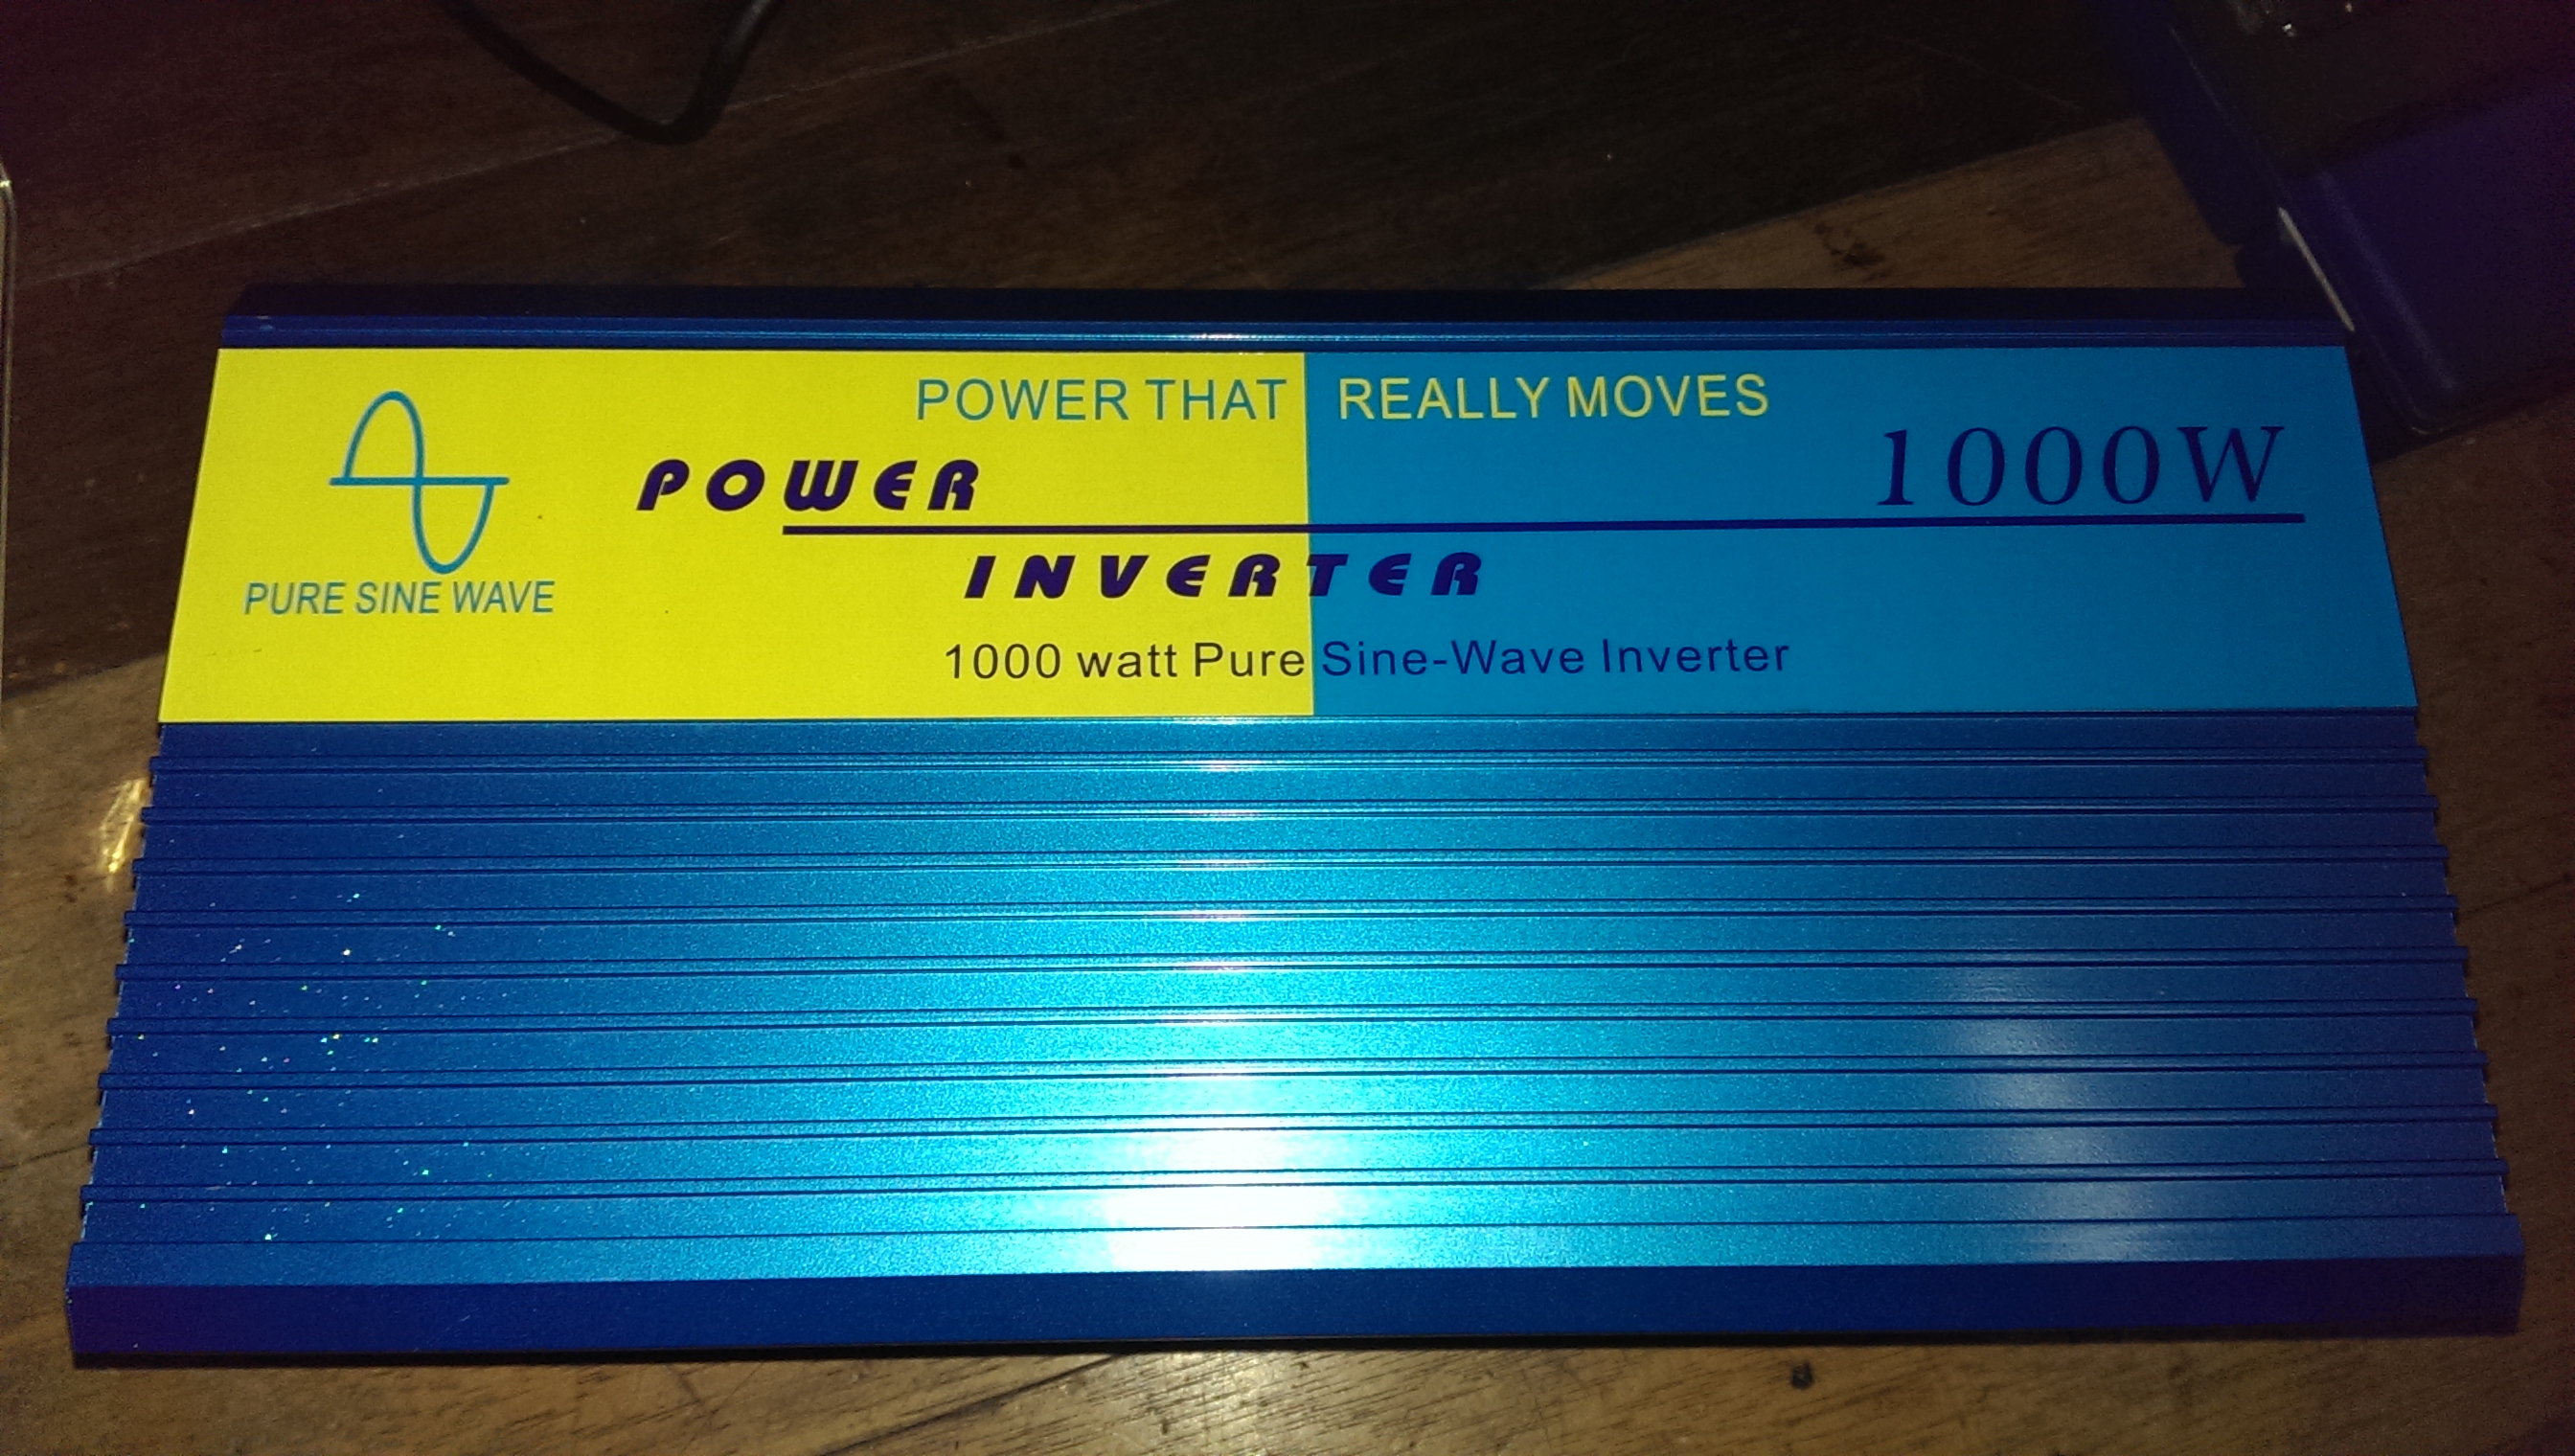 POWER THAT REALLY MOVES
POWER
1000W
INVERTER
PURE SINE WAVE
1000 watt Pure Sine-Wave Inverter